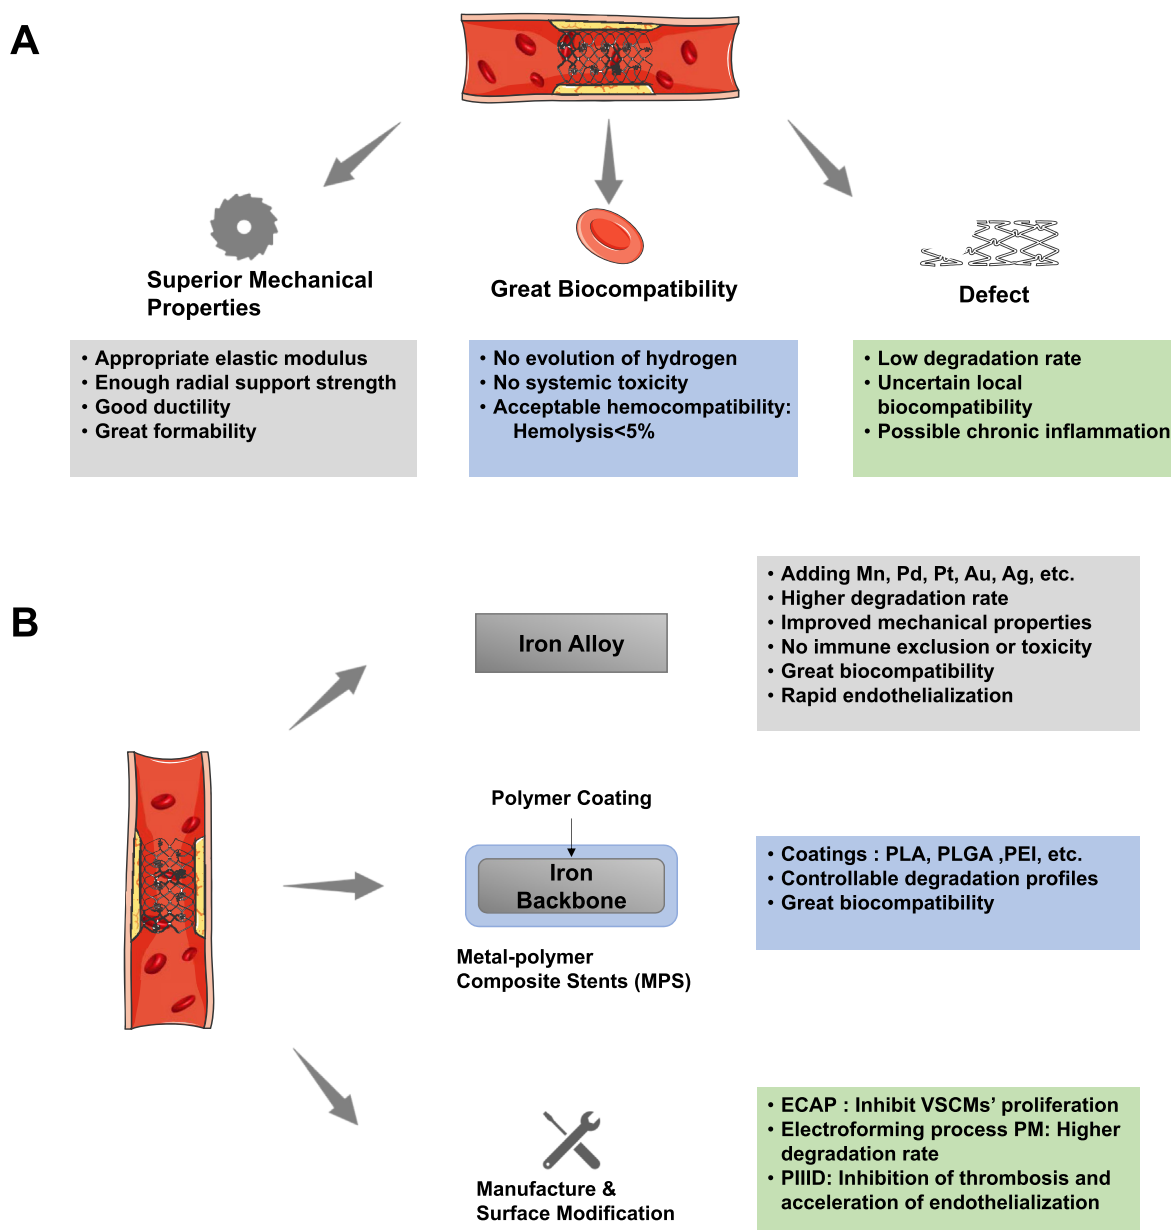 A
Superior Mechanical
Properties
• Appropriate elastic modulus
• Enough radial support strength
• Good ductility
• Great formability
Great Biocompatibility
• No evolution of hydrogen
• No systemic toxicity
• Acceptable hemocompatibility:
Hemolysis<5%
Defect
• Low degradation rate
• Uncertain local
biocompatibility
• Possible chronic inflammation
B
Iron Alloy
• Adding Mn, Pd, Pt, Au, Ag, etc.
• Higher degradation rate
• Improved mechanical properties
• No immune exclusion or toxicity
• Great biocompatibility
• Rapid endothelialization
Polymer Coating
Iron
Backbone
Metal-polymer
Composite Stents (MPS)
• Coatings : PLA, PLGA ,PEI, etc.
• Controllable degradation profiles
• Great biocompatibility
Manufacture &
Surface Modification
• ECAP : Inhibit VSCMs’ proliferation
• Electroforming process PM: Higher
degradation rate
• PIIID: Inhibition of thrombosis and
acceleration of endothelialization